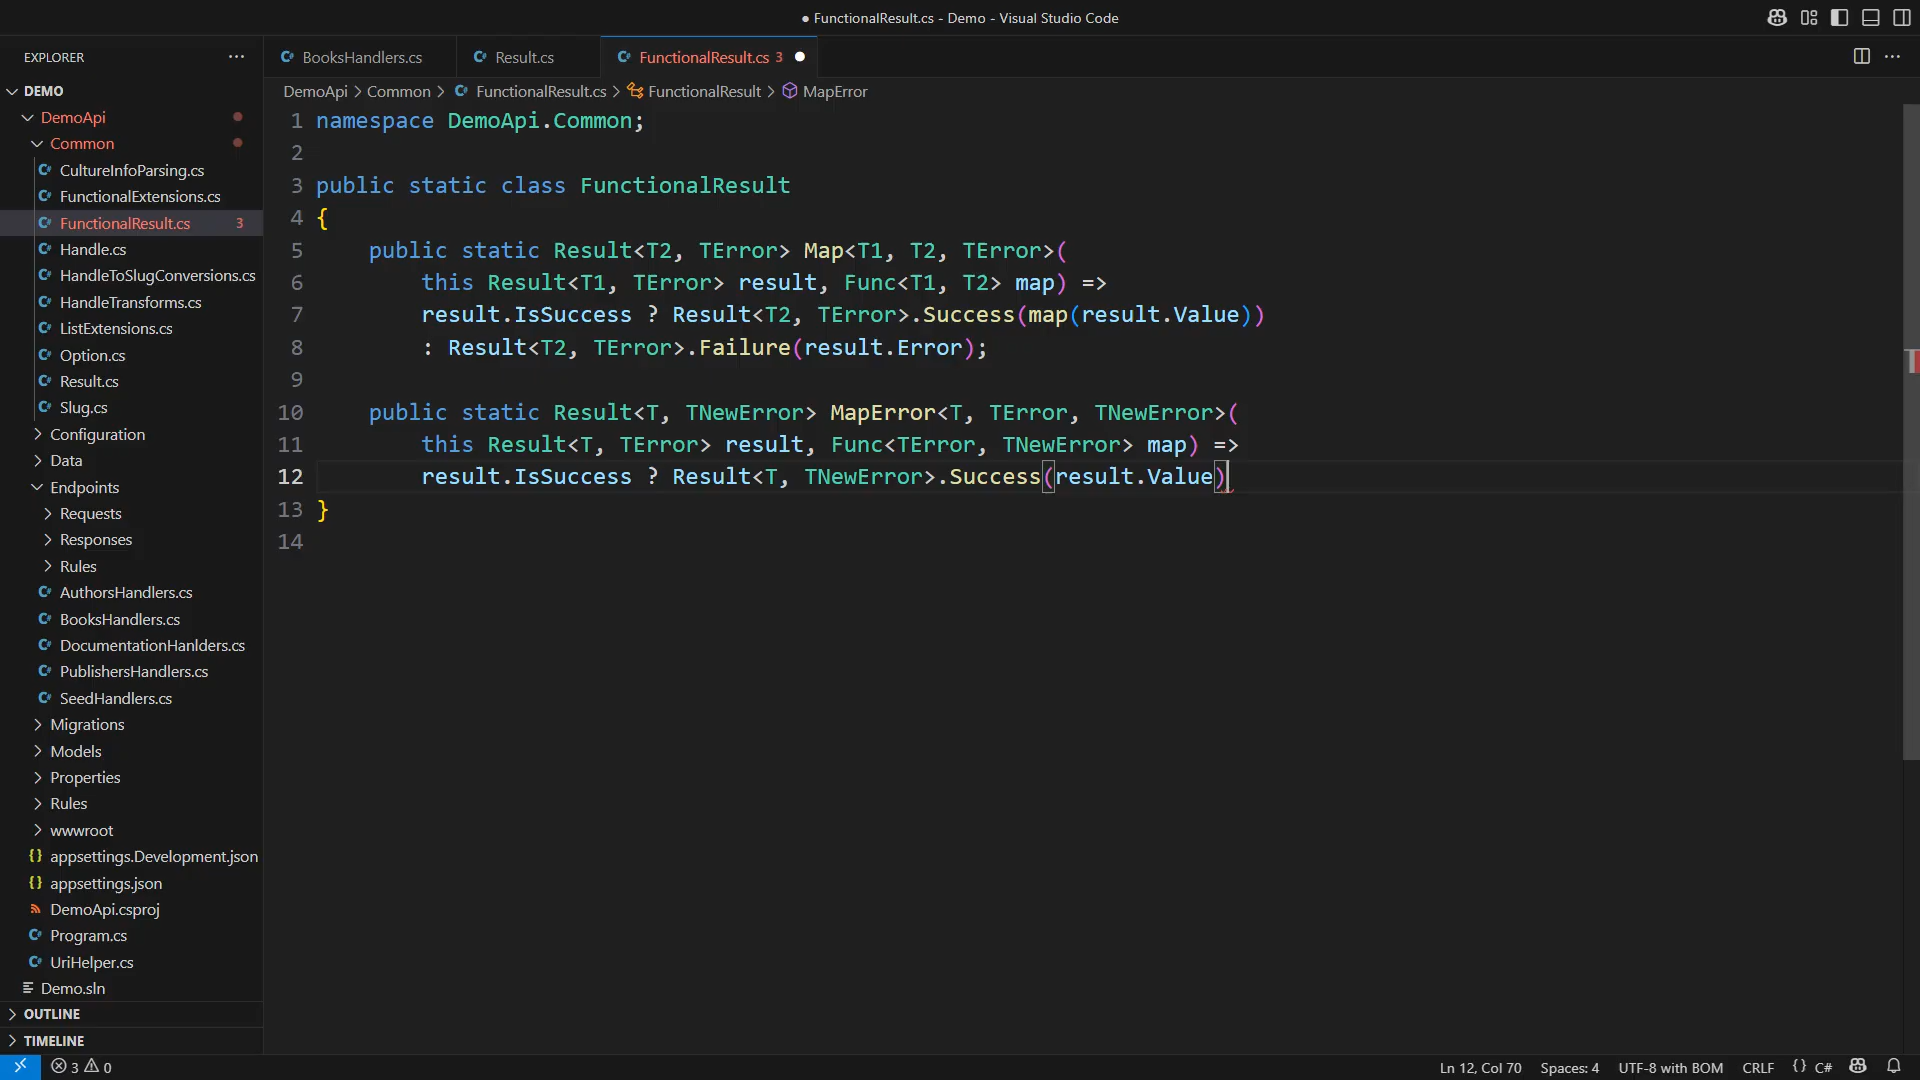 ● FunctionalResult.cs - Demo - Visual Studio Code
EXPLORER
DEMO
DemoApi
Common
CultureInfoParsing.cs
FunctionalExtensions.cs
FunctionalResult.cs 3
Handle.cs
HandleToSlugConversions.cs
HandleTransforms.cs
ListExtensions.cs
Option.cs
Result.cs
Slug.cs
Configuration
Data
Endpoints
Requests
Responses
Rules
AuthorsHandlers.cs
BooksHandlers.cs
DocumentationHanlders.cs
PublishersHandlers.cs
SeedHandlers.cs
Migrations
Models
Properties
Rules
wwwroot
appsettings.Development.json
appsettings.json
DemoApi.csproj
Program.cs
UriHelper.cs
Demo.sln
OUTLINE
TIMELINE
BooksHandlers.cs Result.cs FunctionalResult.cs 3
DemoApi > Common > FunctionalResult.cs > FunctionalResult > MapError
1 namespace DemoApi.Common;
2
3 public static class FunctionalResult
4 {
5 public static Result<T2, TError> Map<T1, T2, TError>(
6 this Result<T1, TError> result, Func<T1, T2> map) =>
7 result.IsSuccess ? Result<T2, TError>.Success(map(result.Value))
8 : Result<T2, TError>.Failure(result.Error);
9
10 public static Result<T, TNewError> MapError<T, TError, TNewError>(
11 this Result<T, TError> result, Func<TError, TNewError> map) =>
12 result.IsSuccess ? Result<T, TNewError>.Success(result.Value)
13 }
14
3 0 Ln 12, Col 70 Spaces: 4 UTF-8 with BOM CRLF {} C#